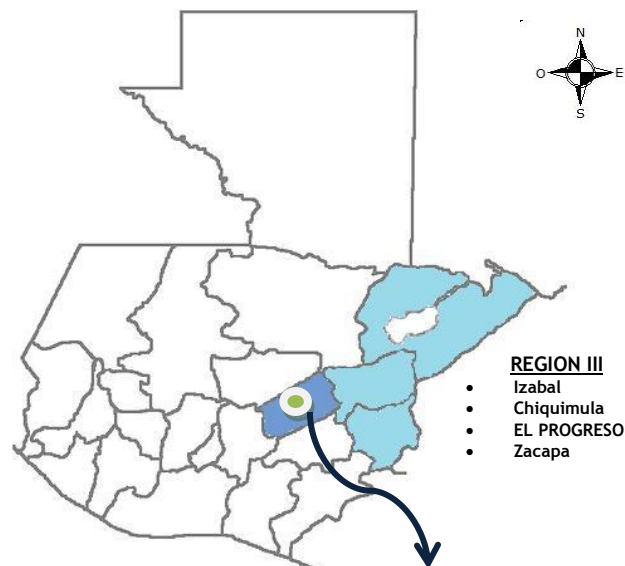 N
O E
S
REGION III
• Izabal
• Chiquimula
• EL PROGRESO
• Zacapa